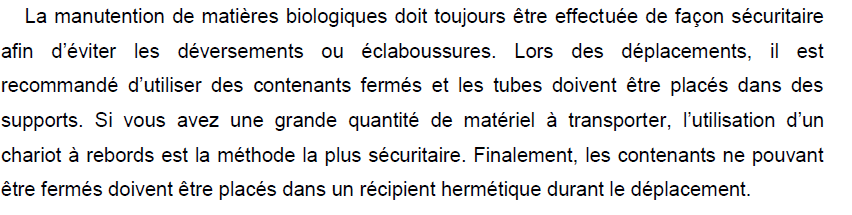 La manutention de matières biologiques doit toujours être effectuée de façon sécuritaire
afin d’éviter les déversements ou éclaboussures. Lors des déplacements, il est
recommandé d’utiliser des contenants fermés et les tubes doivent être placés dans des
supports. Si vous avez une grande quantité de matériel à transporter, l’utilisation d’un
chariot à rebords est la méthode la plus sécuritaire. Finalement, les contenants ne pouvant
être fermés doivent être placés dans un récipient hermétique durant le déplacement.